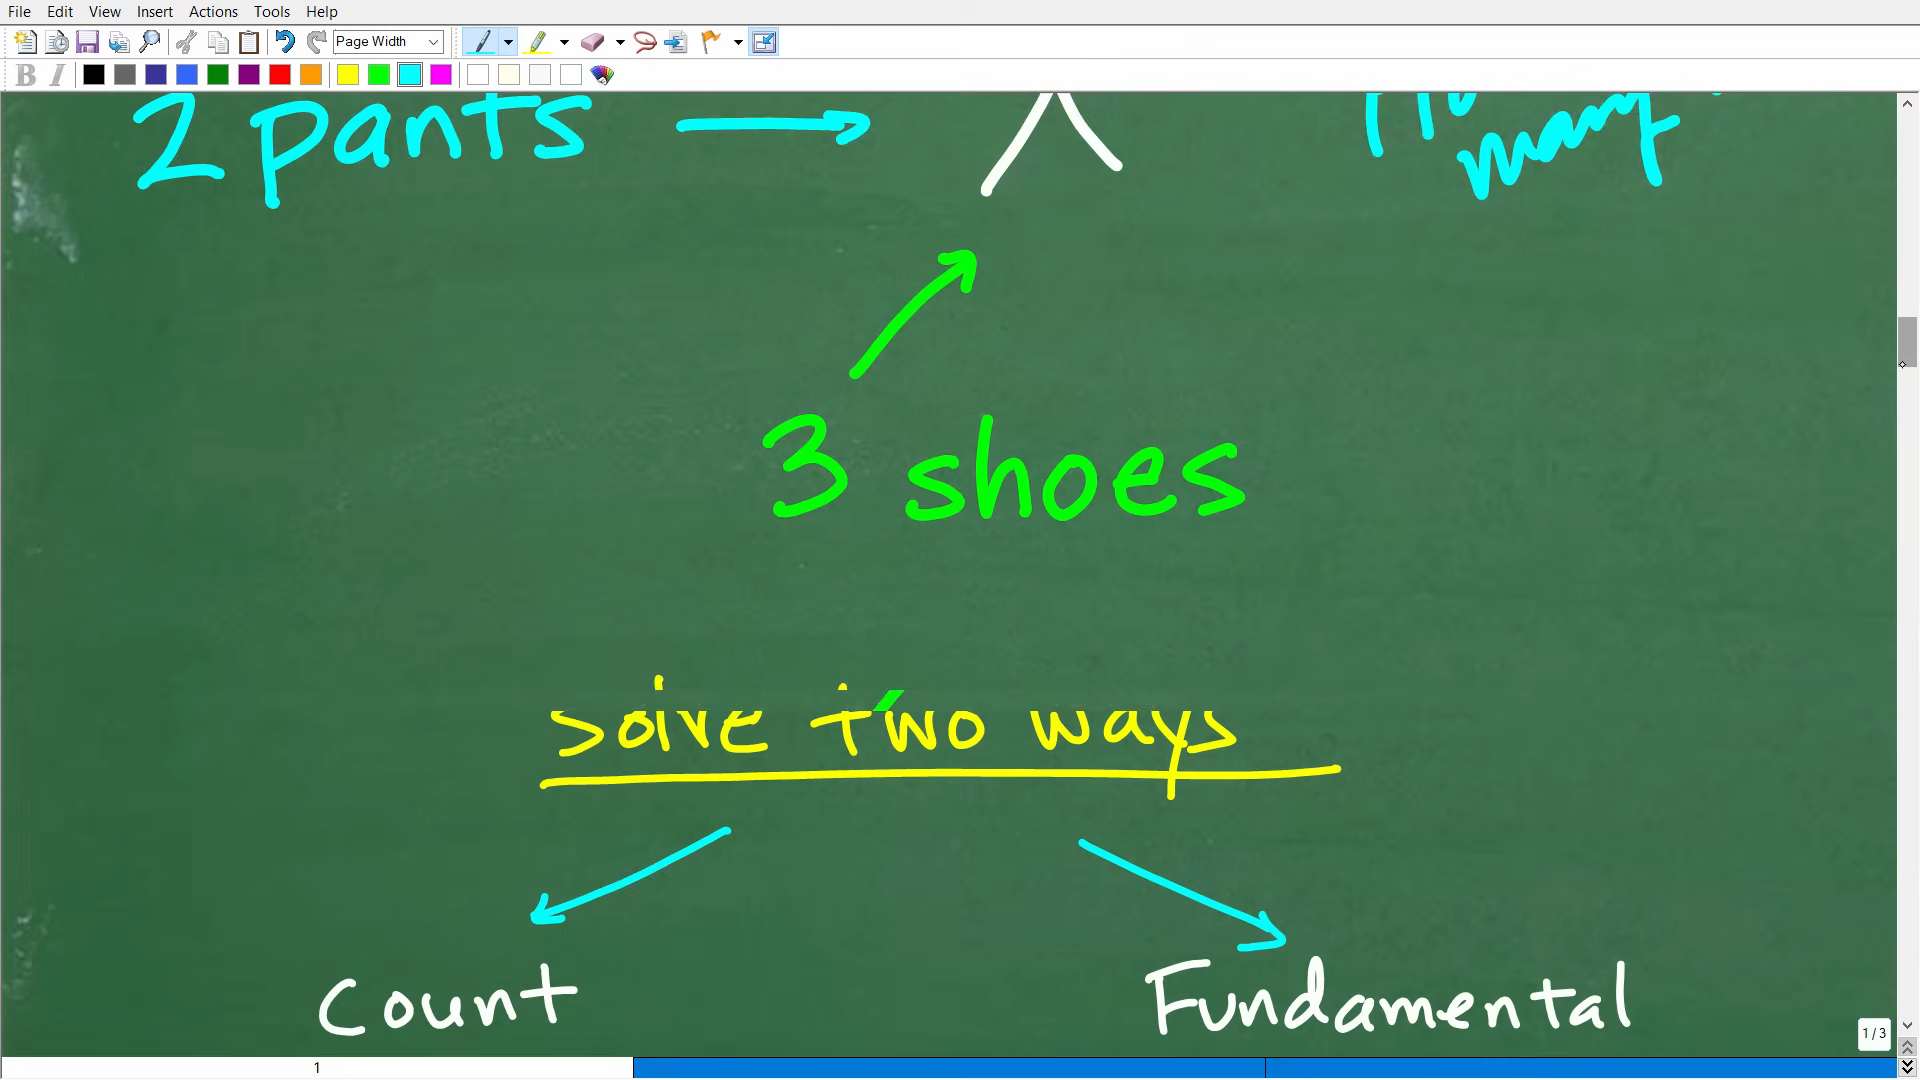 File Edit View Insert Actions Tools Help
Page Width
B I
2 pants
many
3 shoes
solve two ways
Count
Fundamental
1 / 3
1